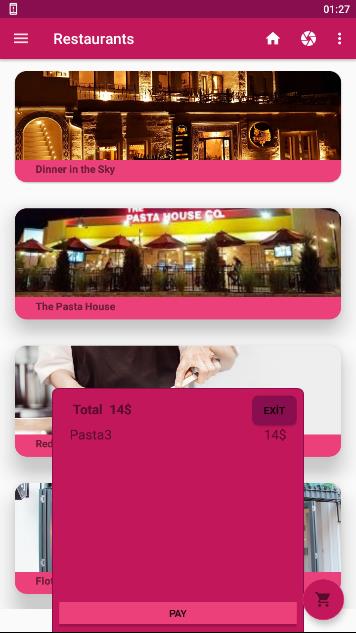 01:27
Restaurants
Dinner in the Sky
THE
PASTA HOUSE CO.
The Pasta House
Red
Total 14$
EXİT
Pasta3 14$
Flo
PAY